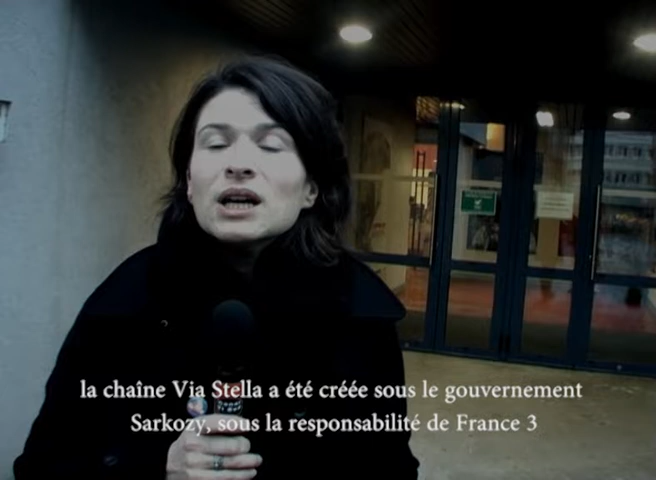 la chaîne Via Stella a été créée sous le gouvernement
Sarkozy, sous la responsabilité de France 3